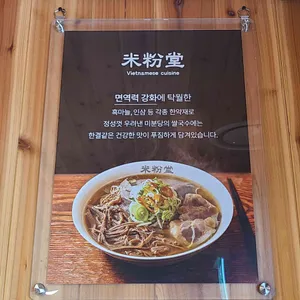 米粉堂
Vietnamese cuisine
면역력 강화에 탁월한
흑마늘, 인삼 등 각종 한약재로
정성껏 우려낸 미분당의 쌀국수에는
한결같은 건강한 맛이 푸짐하게 담겨있습니다.
米粉堂